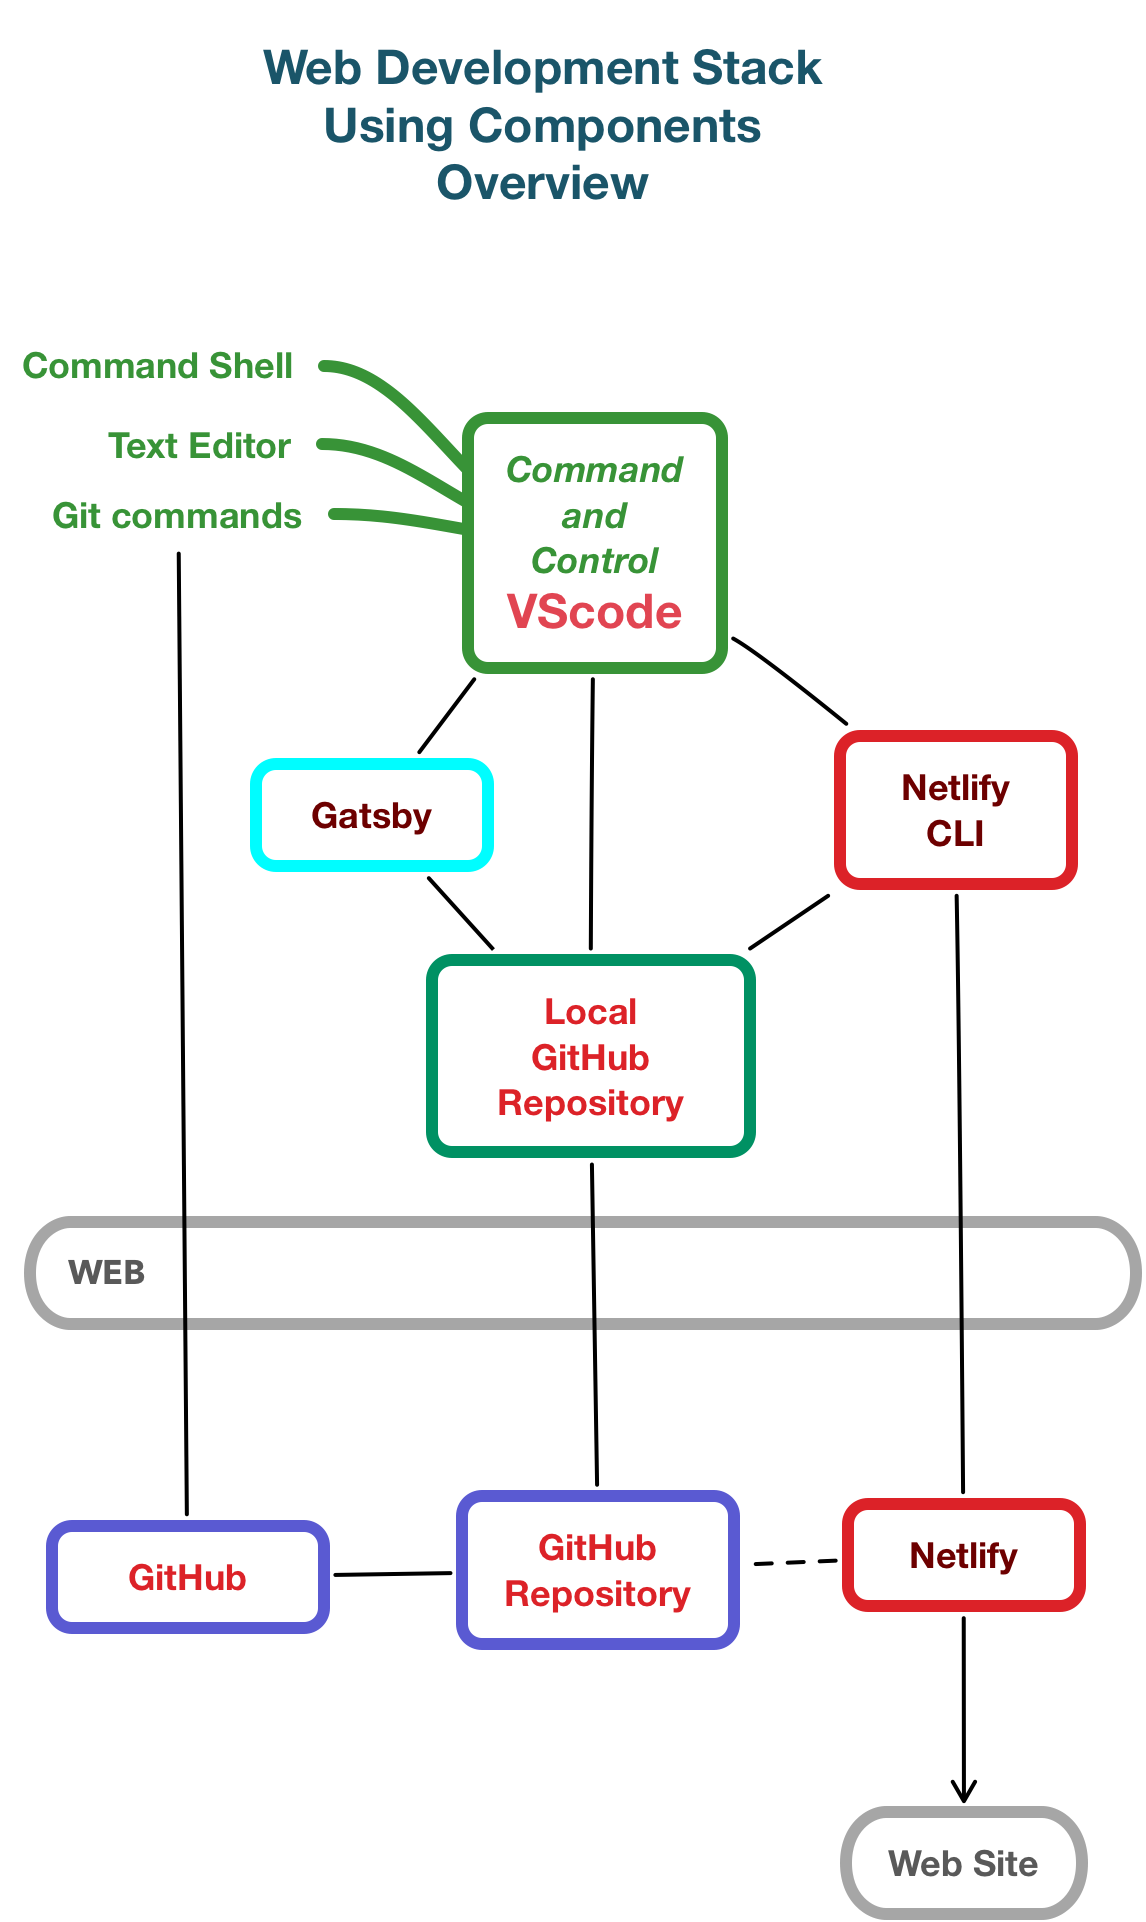 Web Development Stack
Using Components
Overview
Command Shell
Text Editor
Git commands
Command
and
Control
VScode
Gatsby
Netlify
CLI
Local
GitHub
Repository
WEB
GitHub
GitHub
Repository
Netlify
Web Site